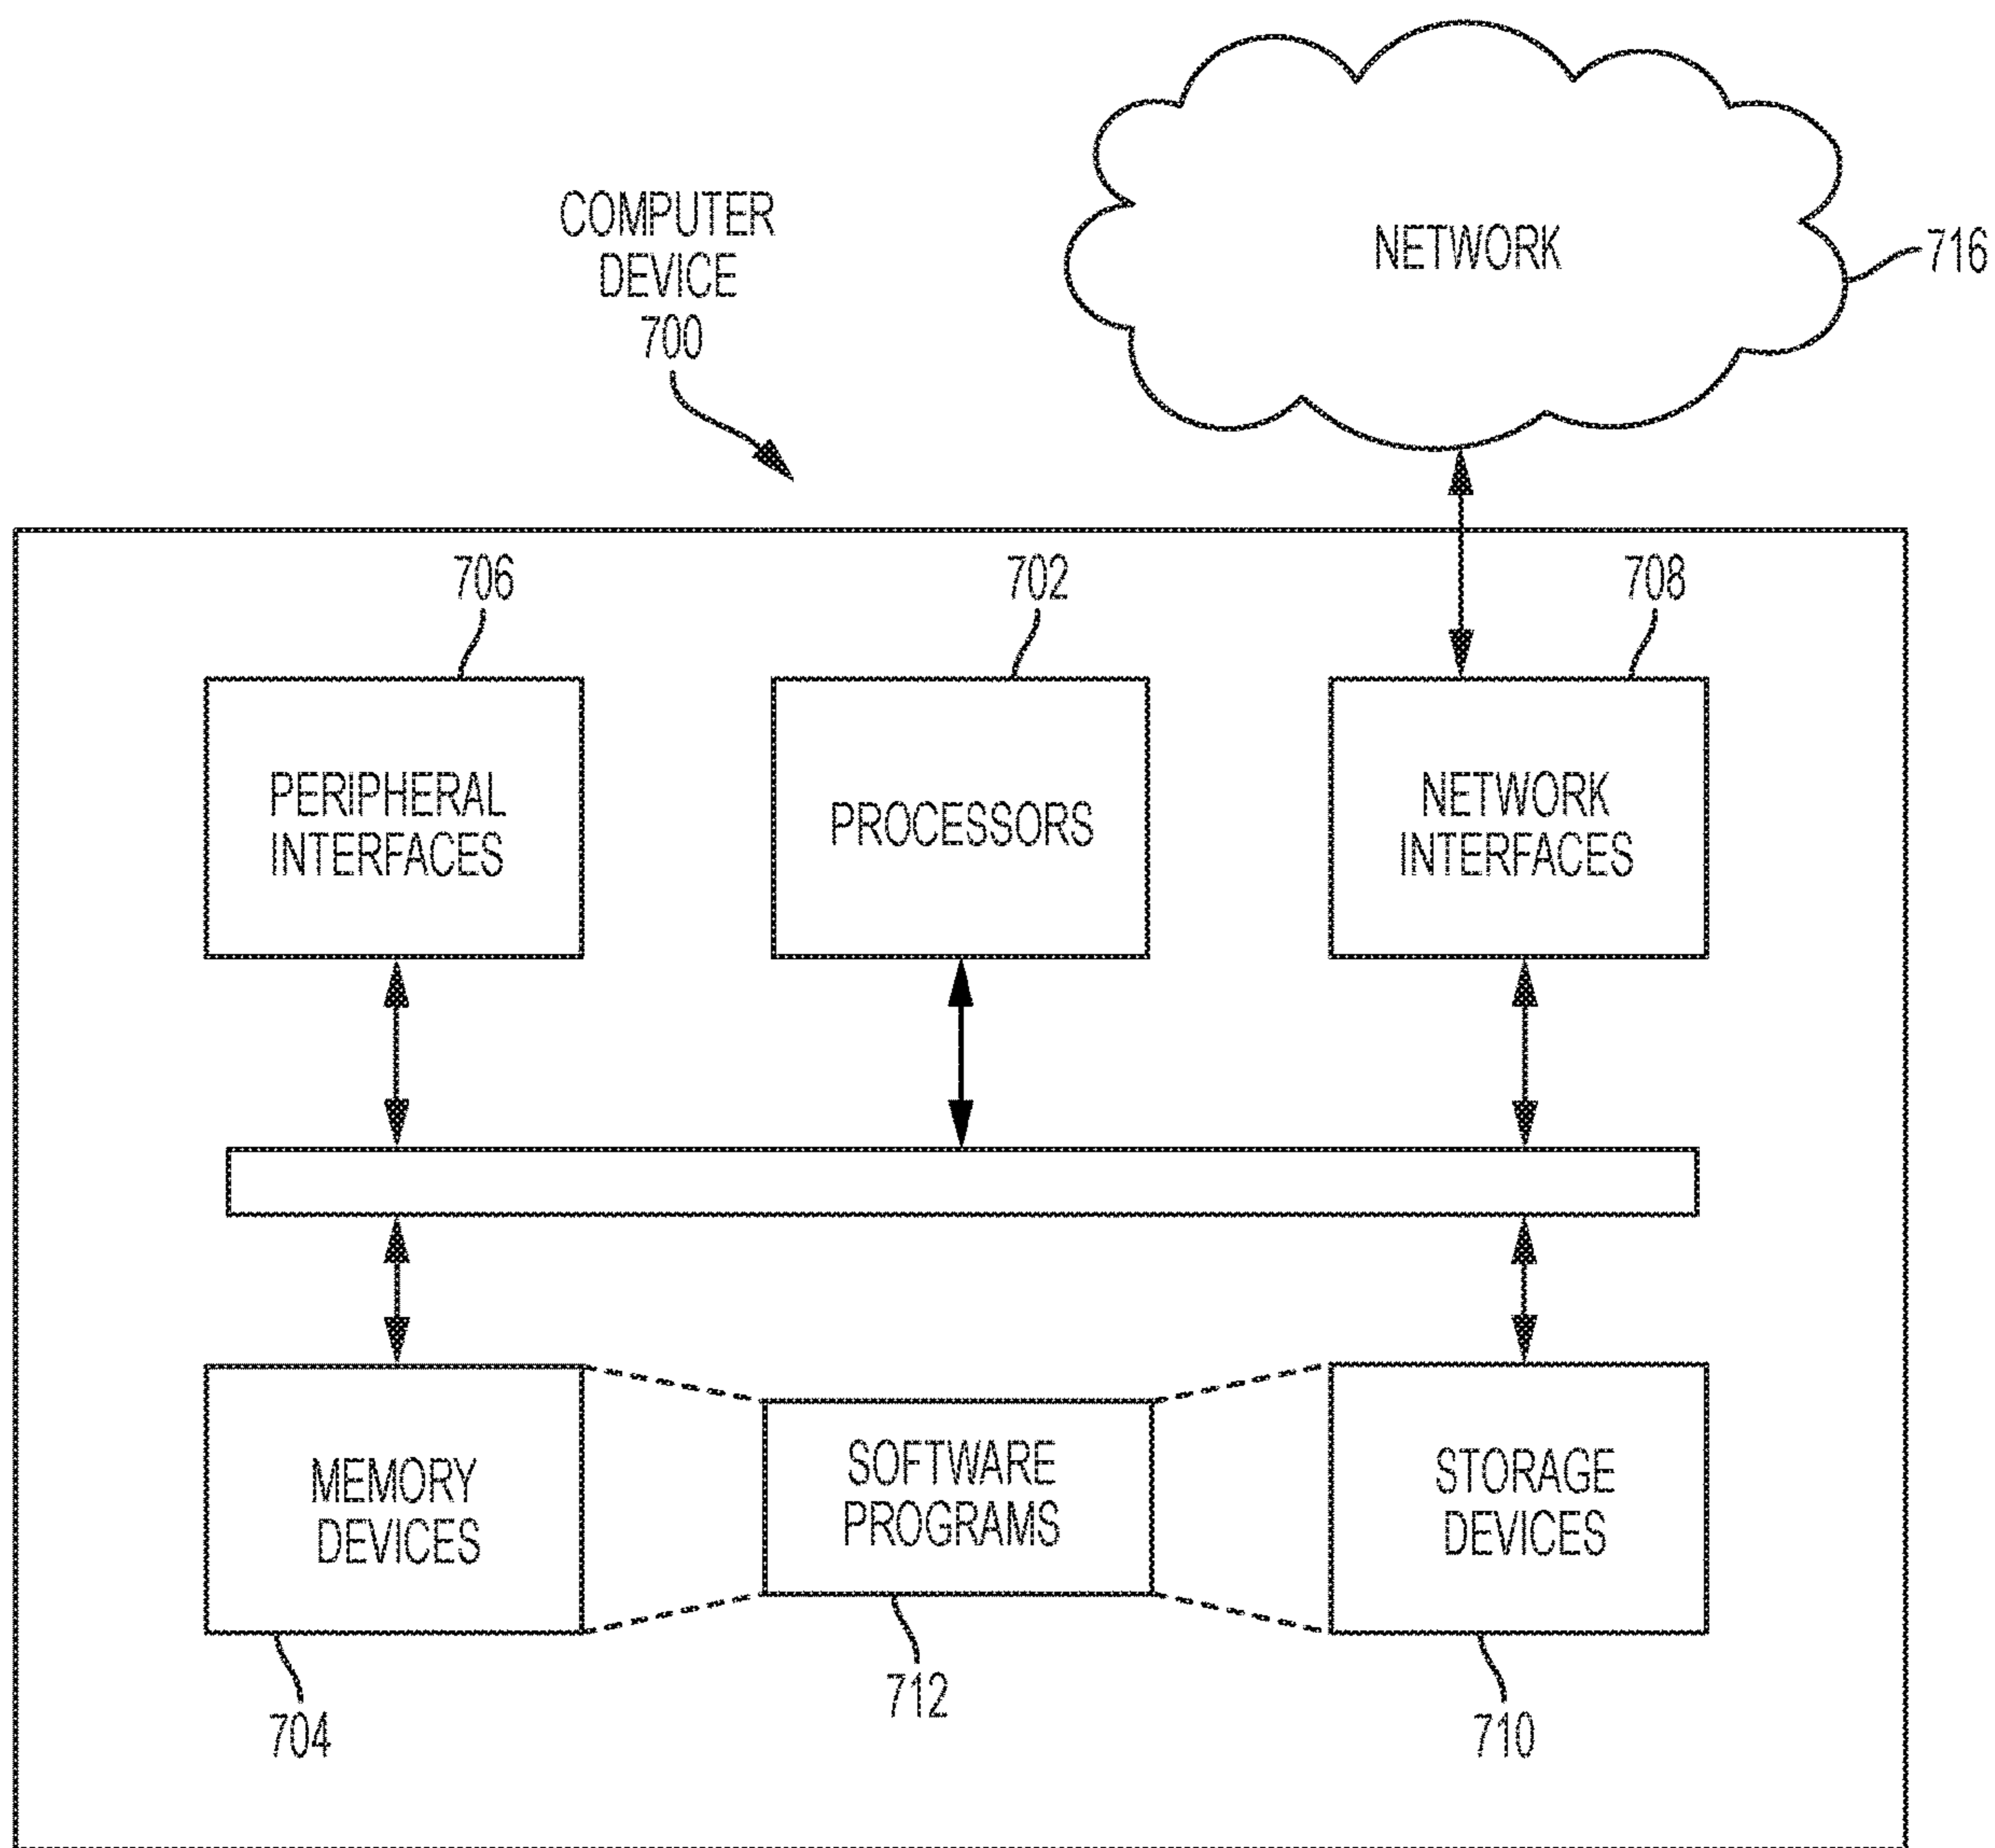 COMPUTER
DEVICE
700
NETWORK
716
706
702
708
PERIPHERAL
INTERFACES
PROCESSORS
NETWORK
INTERFACES
MEMORY
DEVICES
SOFTWARE
PROGRAMS
STORAGE
DEVICES
704
712
710